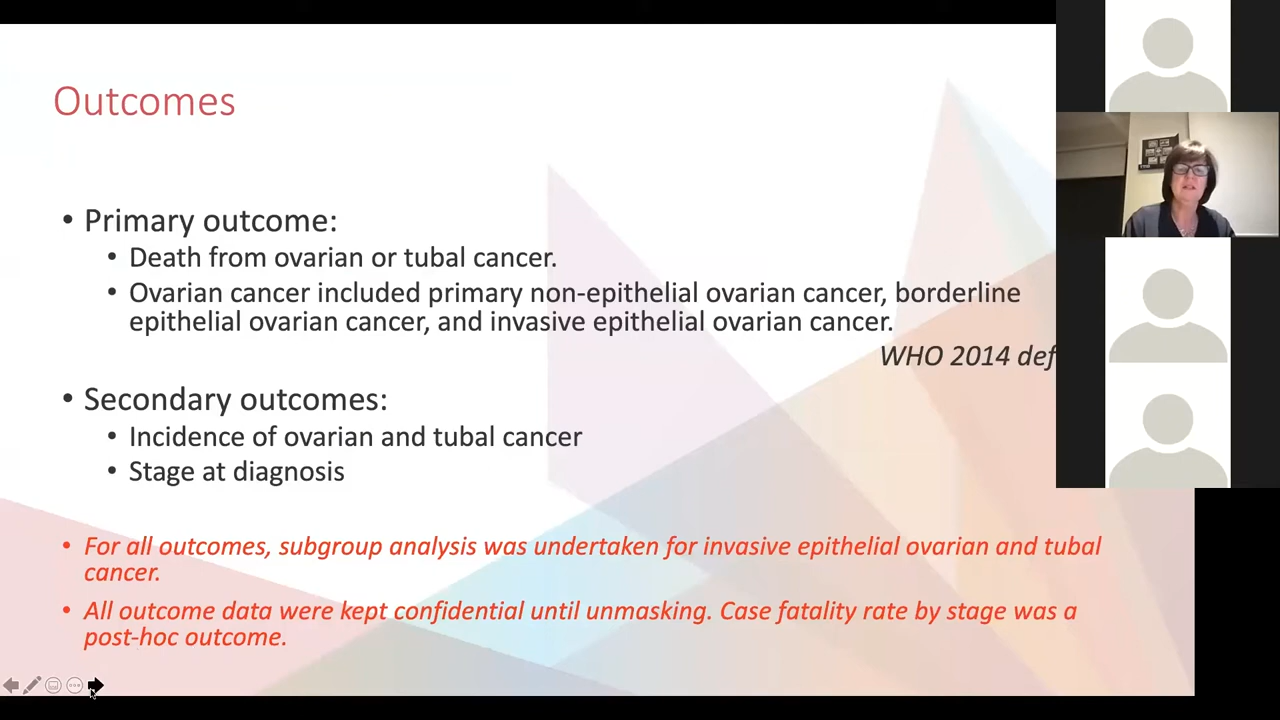 Outcomes
• Primary outcome:
• Death from ovarian or tubal cancer.
• Ovarian cancer included primary non-epithelial ovarian cancer, borderline
epithelial ovarian cancer, and invasive epithelial ovarian cancer.
WHO 2014 def
• Secondary outcomes:
• Incidence of ovarian and tubal cancer
• Stage at diagnosis
• For all outcomes, subgroup analysis was undertaken for invasive epithelial ovarian and tubal
cancer.
• All outcome data were kept confidential until unmasking. Case fatality rate by stage was a
post-hoc outcome.